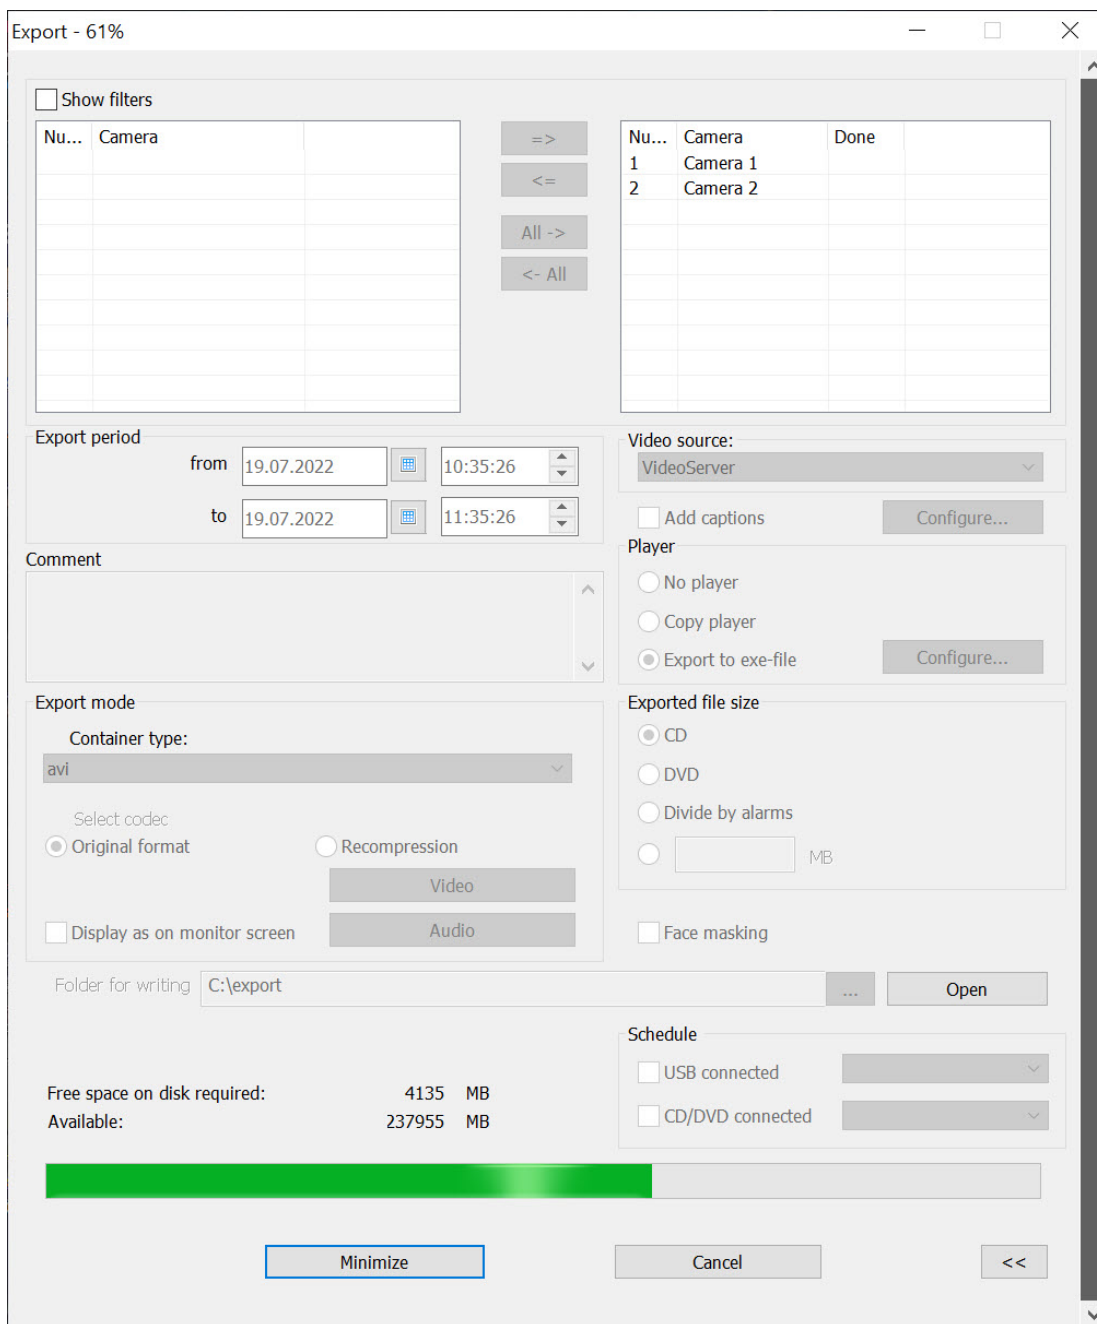 Export - 61%
Show filters
Nu... Camera
=>
<=
All ->
<- All
Nu... Camera Done
1 Camera 1
2 Camera 2
Export period
from 19.07.2022 10:35:26
to 19.07.2022 11:35:26
Video source:
VideoServer
Add captions Configure...
Comment
Player
No player
Copy player
Export to exe-file Configure...
Export mode
Container type:
avi
Select codec
Original format Recompression
Video
Display as on monitor screen Audio
Exported file size
CD
DVD
Divide by alarms
MB
Face masking
Folder for writing C:\export ... Open
Schedule
USB connected
CD/DVD connected
Free space on disk required: 4135 MB
Available: 237955 MB
Minimize Cancel <<